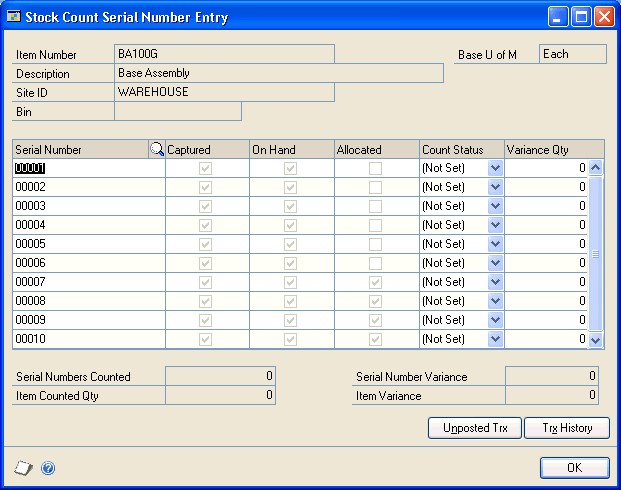 Stock Count Serial Number Entry
Item Number BA100G Base U of M Each
Description Base Assembly
Site ID WAREHOUSE
Bin
Serial Number Captured On Hand Allocated Count Status Variance Qty
00001 (Not Set) 0
00002 (Not Set) 0
00003 (Not Set) 0
00004 (Not Set) 0
00005 (Not Set) 0
00006 (Not Set) 0
00007 (Not Set) 0
00008 (Not Set) 0
00009 (Not Set) 0
00010 (Not Set) 0
Serial Numbers Counted 0 Serial Number Variance 0
Item Counted Qty 0 Item Variance 0
Unposted Trx Trx History
OK